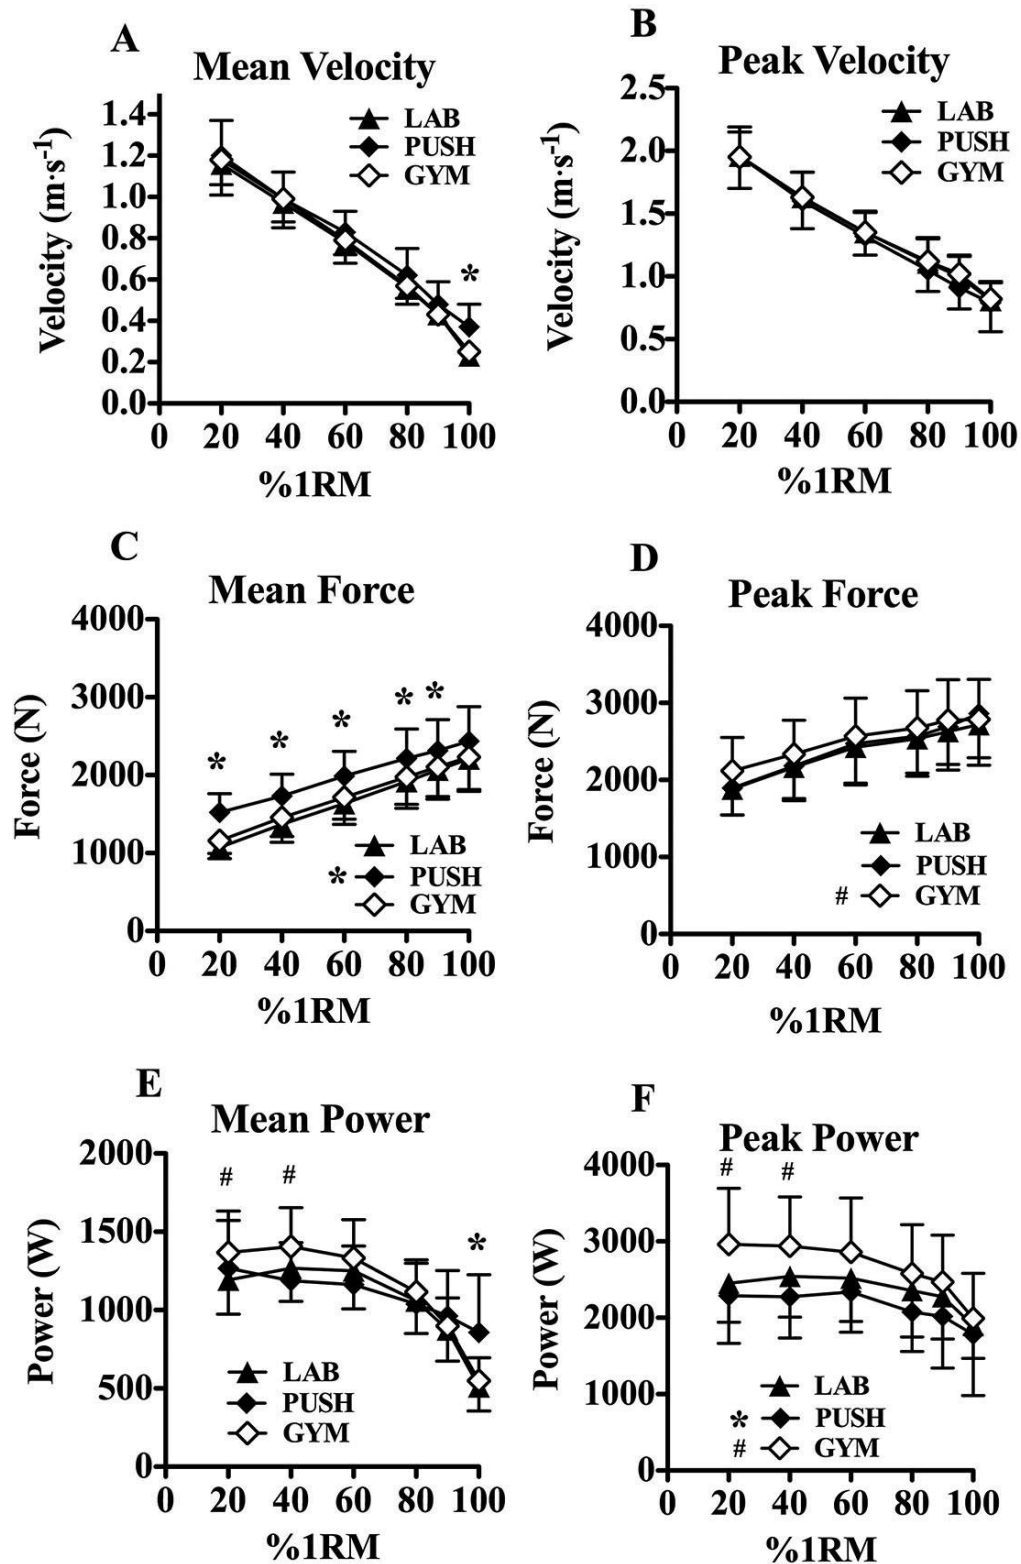 A
Mean Velocity
Velocity (m·s-1)
1.4
1.2
1.0
0.8
0.6
0.4
0.2
0.0
LAB
PUSH
GYM
*
0 20 40 60 80 100
%1RM
B
Peak Velocity
Velocity (m·s-1)
2.5
2.0
1.5
1.0
0.5
0.0
LAB
PUSH
GYM
0 20 40 60 80 100
%1RM
C
Mean Force
Force (N)
4000
3000
2000
1000
0
* * * * *
LAB
* PUSH
GYM
0 20 40 60 80 100
%1RM
D
Peak Force
Force (N)
4000
3000
2000
1000
0
LAB
PUSH
# GYM
0 20 40 60 80 100
%1RM
E
Mean Power
Power (W)
2000
1500
1000
500
0
# # *
LAB
PUSH
GYM
0 20 40 60 80 100
%1RM
F
Peak Power
Power (W)
4000
3000
2000
1000
0
# #
LAB
* PUSH
# GYM
0 20 40 60 80 100
%1RM